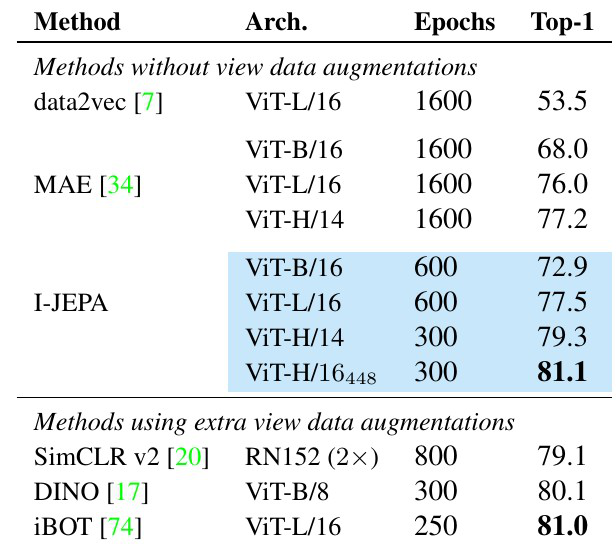 Method Arch. Epochs Top-1
Methods without view data augmentations
data2vec [7] ViT-L/16 1600 53.5
ViT-B/16 1600 68.0
MAE [34] ViT-L/16 1600 76.0
ViT-H/14 1600 77.2
ViT-B/16 600 72.9
I-JEPA ViT-L/16 600 77.5
ViT-H/14 300 79.3
ViT-H/16448 300 81.1
Methods using extra view data augmentations
SimCLR v2 [20] RN152 (2×) 800 79.1
DINO [17] ViT-B/8 300 80.1
iBOT [74] ViT-L/16 250 81.0